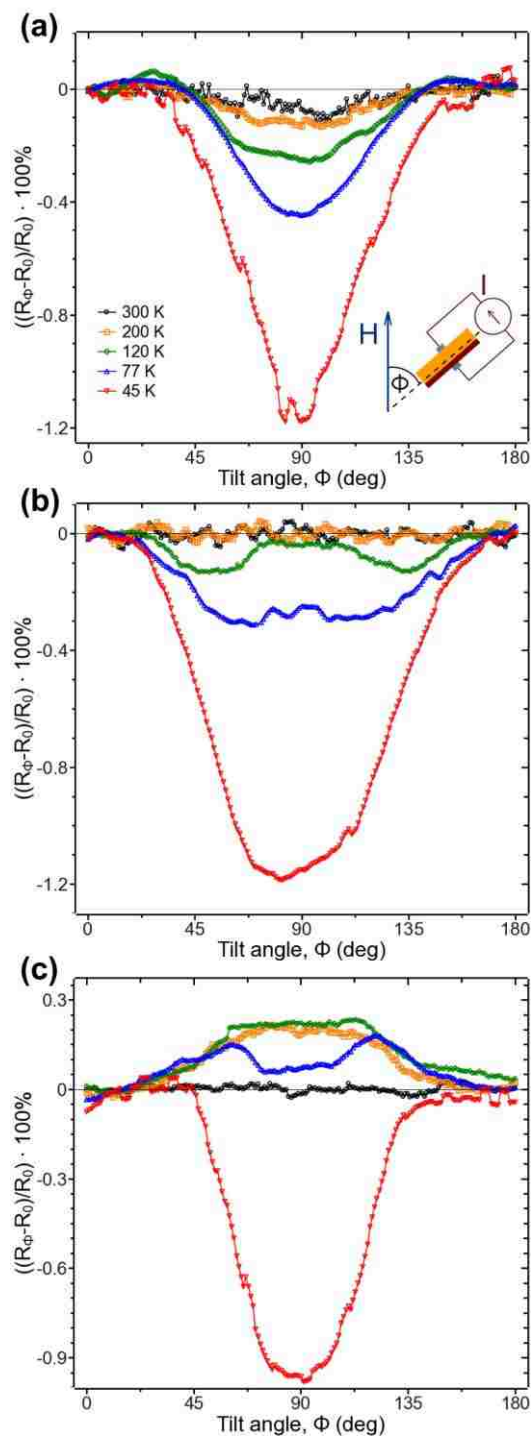 (a)
((RΦ-R0)/R0) · 100%
0
-0.4
-0.8
-1.2
300 K
200 K
120 K
77 K
45 K
H
Φ
I
0 45 90 135 180
Tilt angle, Φ (deg)
(b)
((RΦ-R0)/R0) · 100%
0
-0.4
-0.8
-1.2
0 45 90 135 180
Tilt angle, Φ (deg)
(c)
((RΦ-R0)/R0) · 100%
0.3
0
-0.3
-0.6
-0.9
0 45 90 135 180
Tilt angle, Φ (deg)